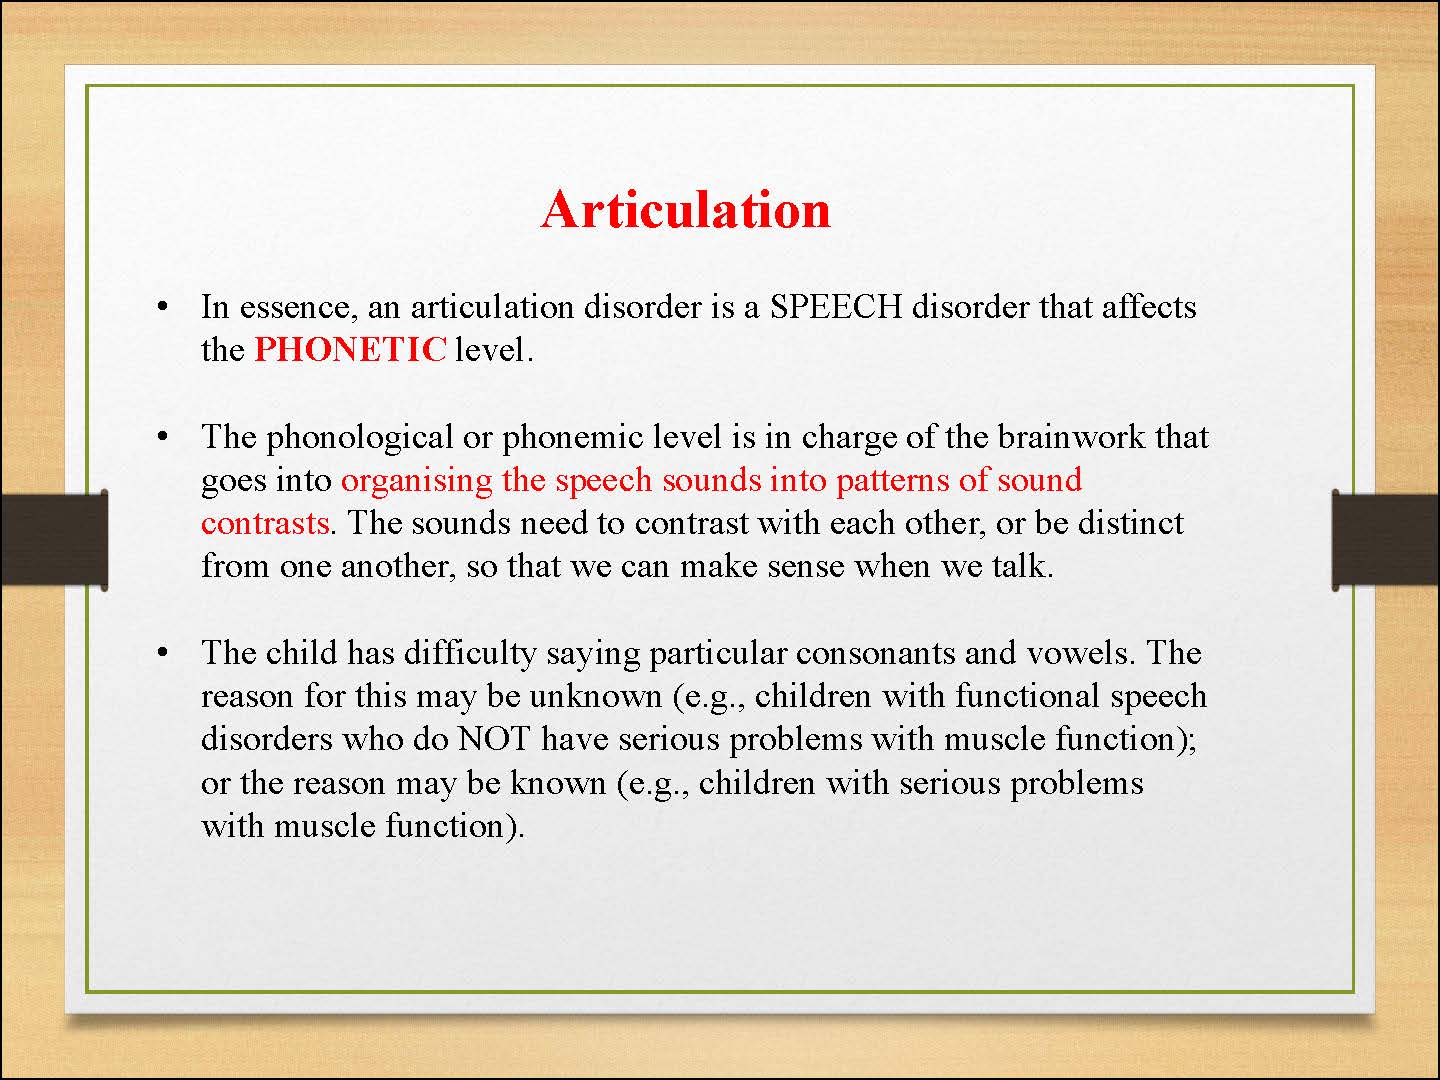 Articulation
• In essence, an articulation disorder is a SPEECH disorder that affects
the PHONETIC level.
• The phonological or phonemic level is in charge of the brainwork that
goes into organising the speech sounds into patterns of sound
contrasts. The sounds need to contrast with each other, or be distinct
from one another, so that we can make sense when we talk.
• The child has difficulty saying particular consonants and vowels. The
reason for this may be unknown (e.g., children with functional speech
disorders who do NOT have serious problems with muscle function);
or the reason may be known (e.g., children with serious problems
with muscle function).